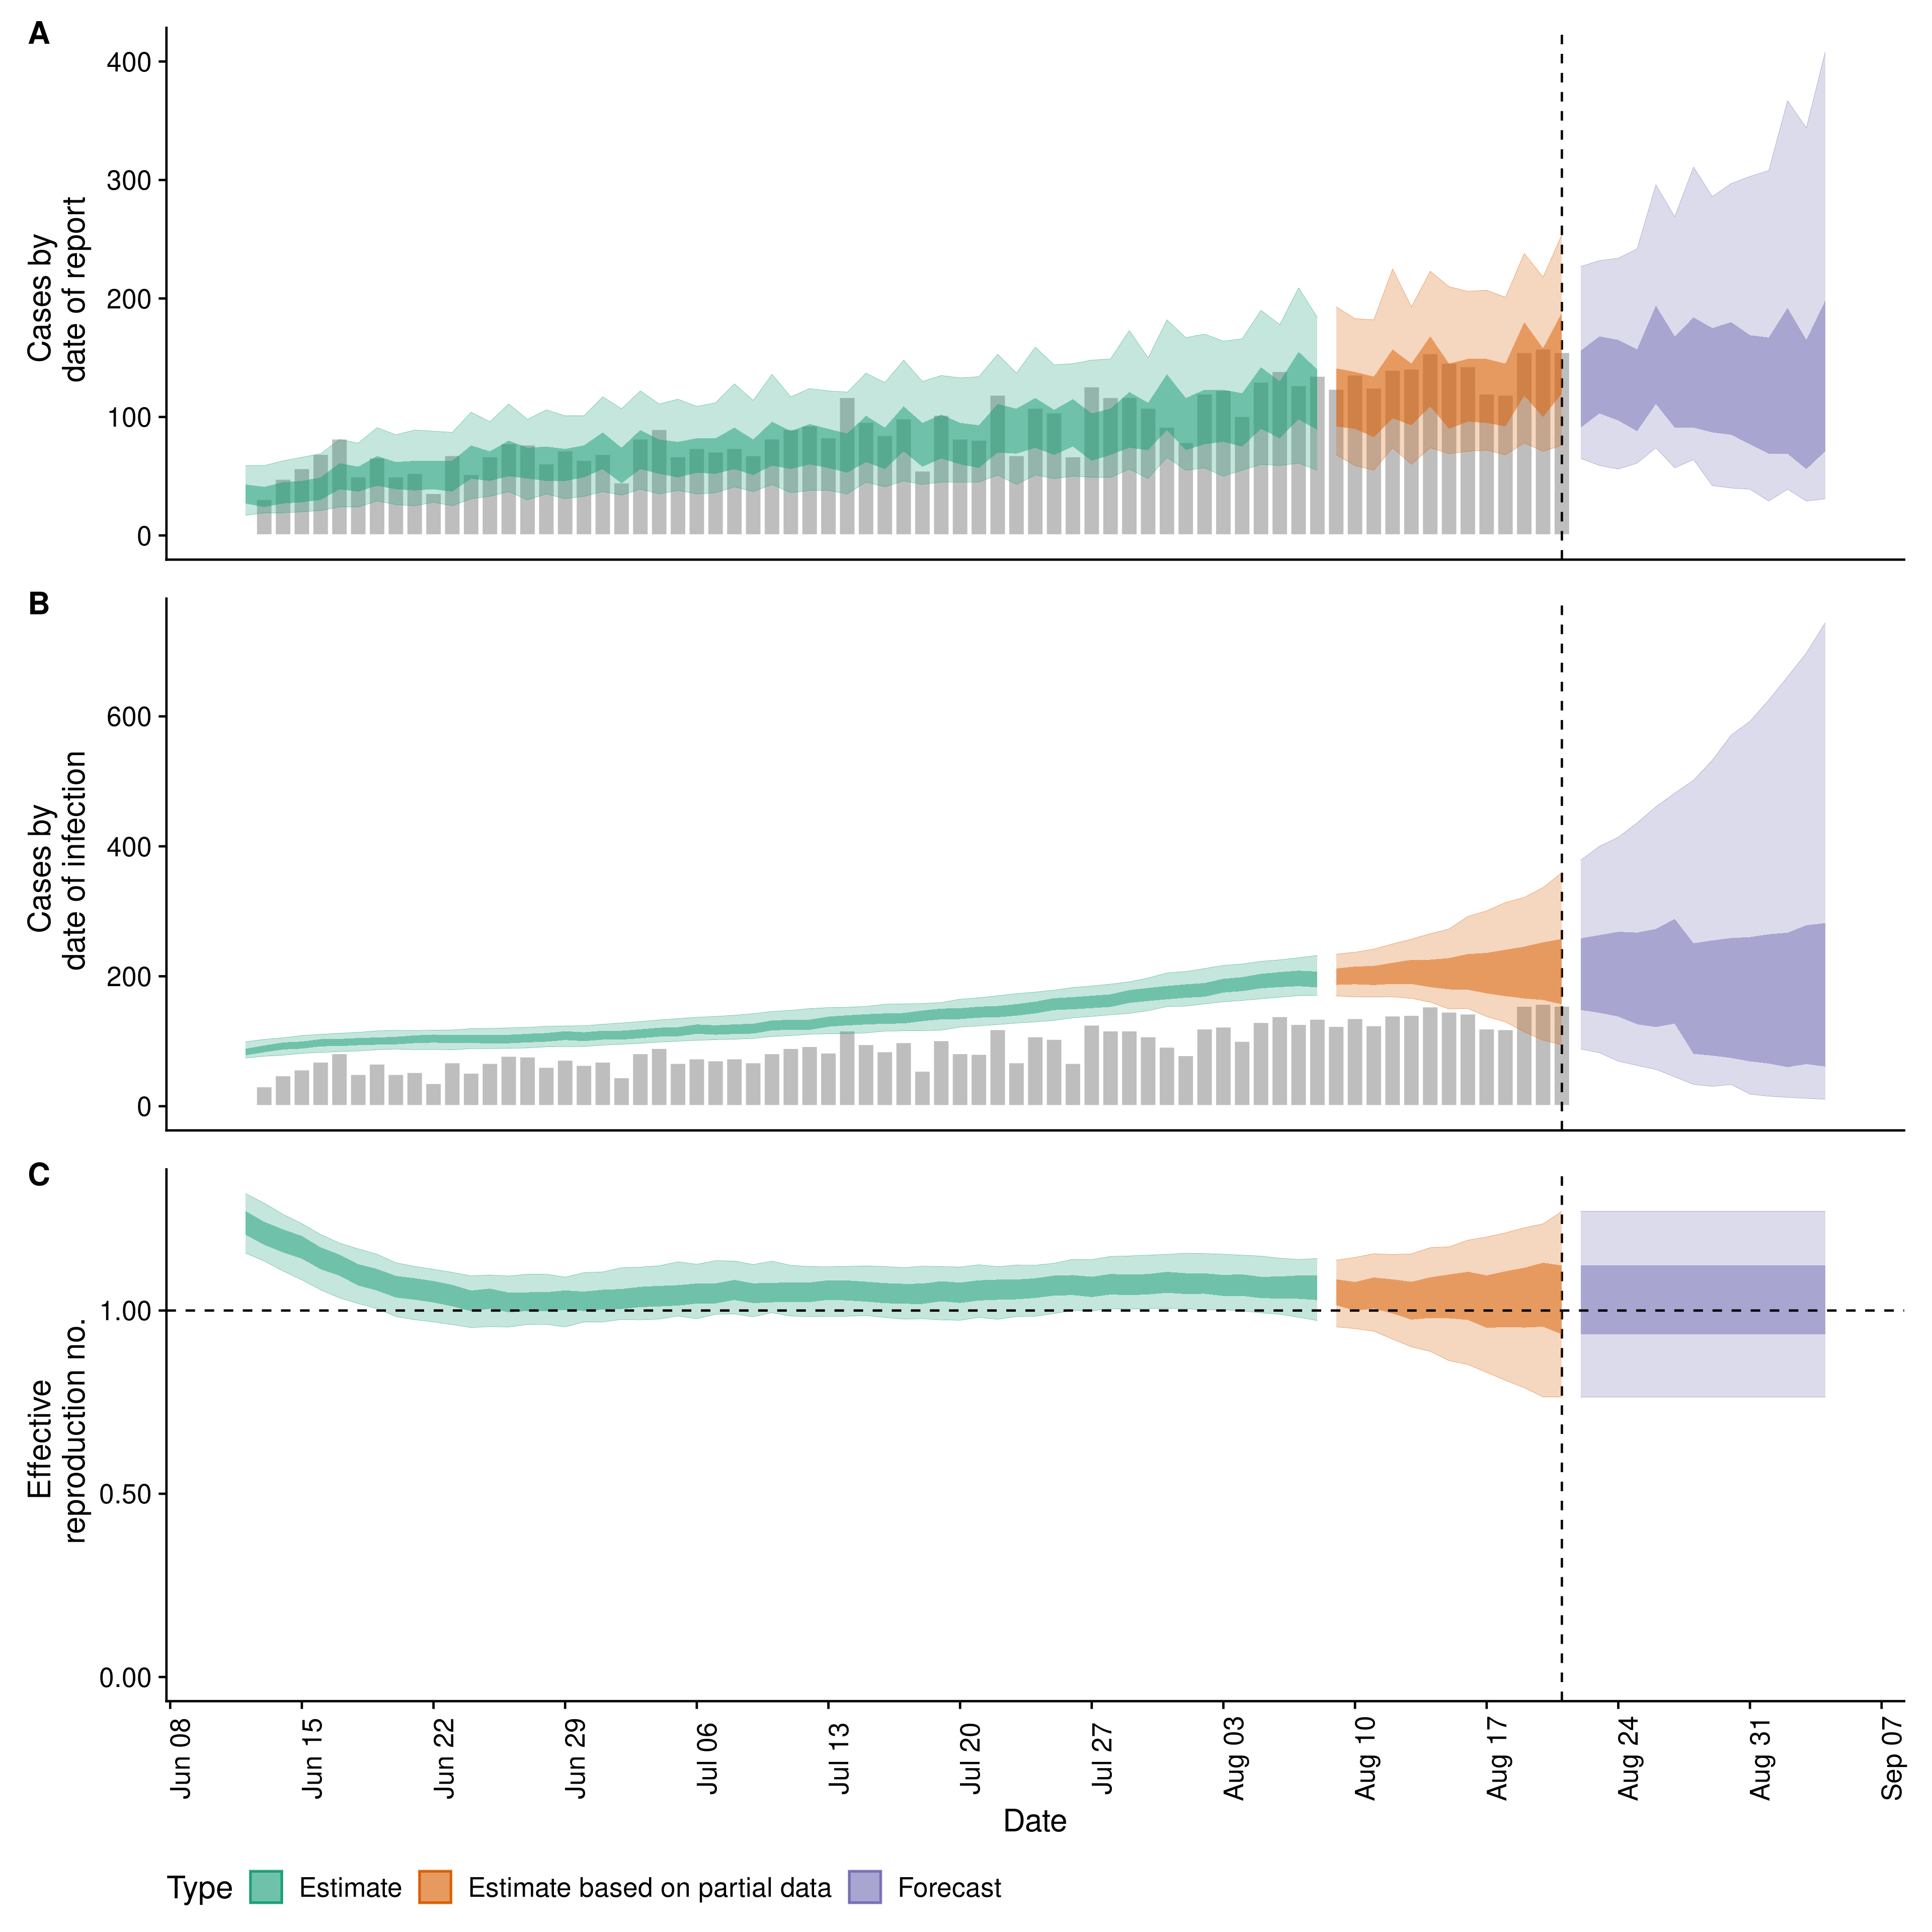 A
Cases by
date of report
400
300
200
100
0
B
Cases by
date of infection
600
400
200
0
C
Effective
reproduction no.
1.00
0.50
0.00
Jun 08
Jun 15
Jun 22
Jun 29
Jul 06
Jul 13
Jul 20
Jul 27
Aug 03
Aug 10
Aug 17
Aug 24
Aug 31
Sep 07
Date
Type Estimate Estimate based on partial data Forecast